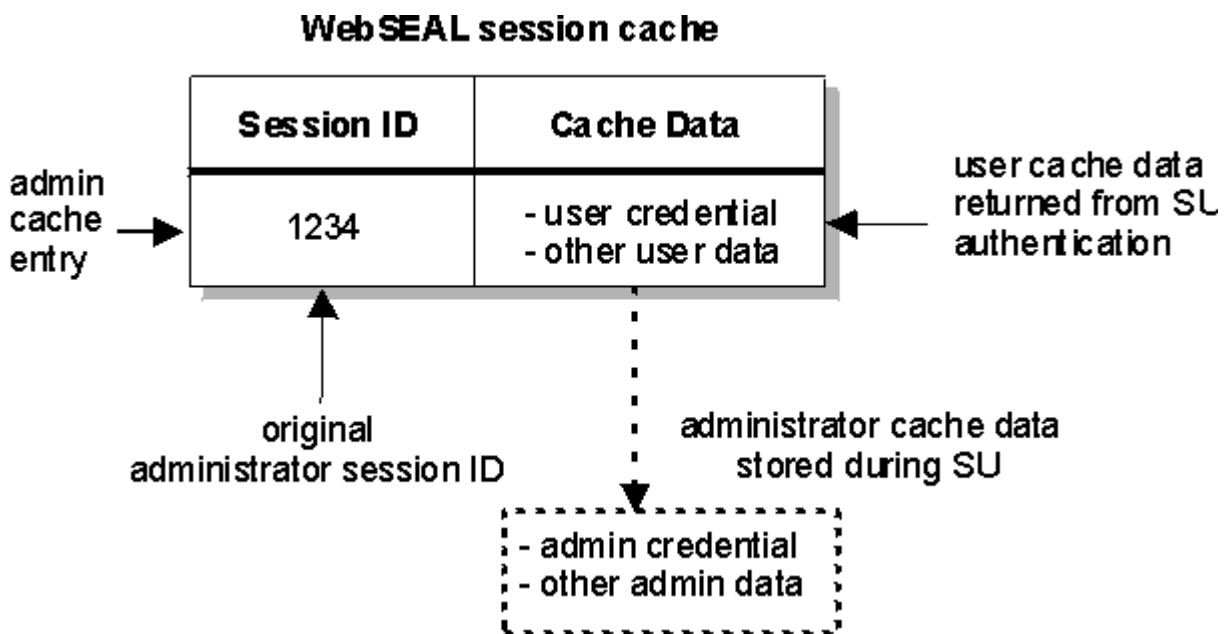 WebSEAL session cache
Session ID
Cache Data
admin
cache
entry
1234
- user credential
- other user data
user cache data
returned from SU
authentication
original
administrator session ID
administrator cache data
stored during SU
- admin credential
- other admin data